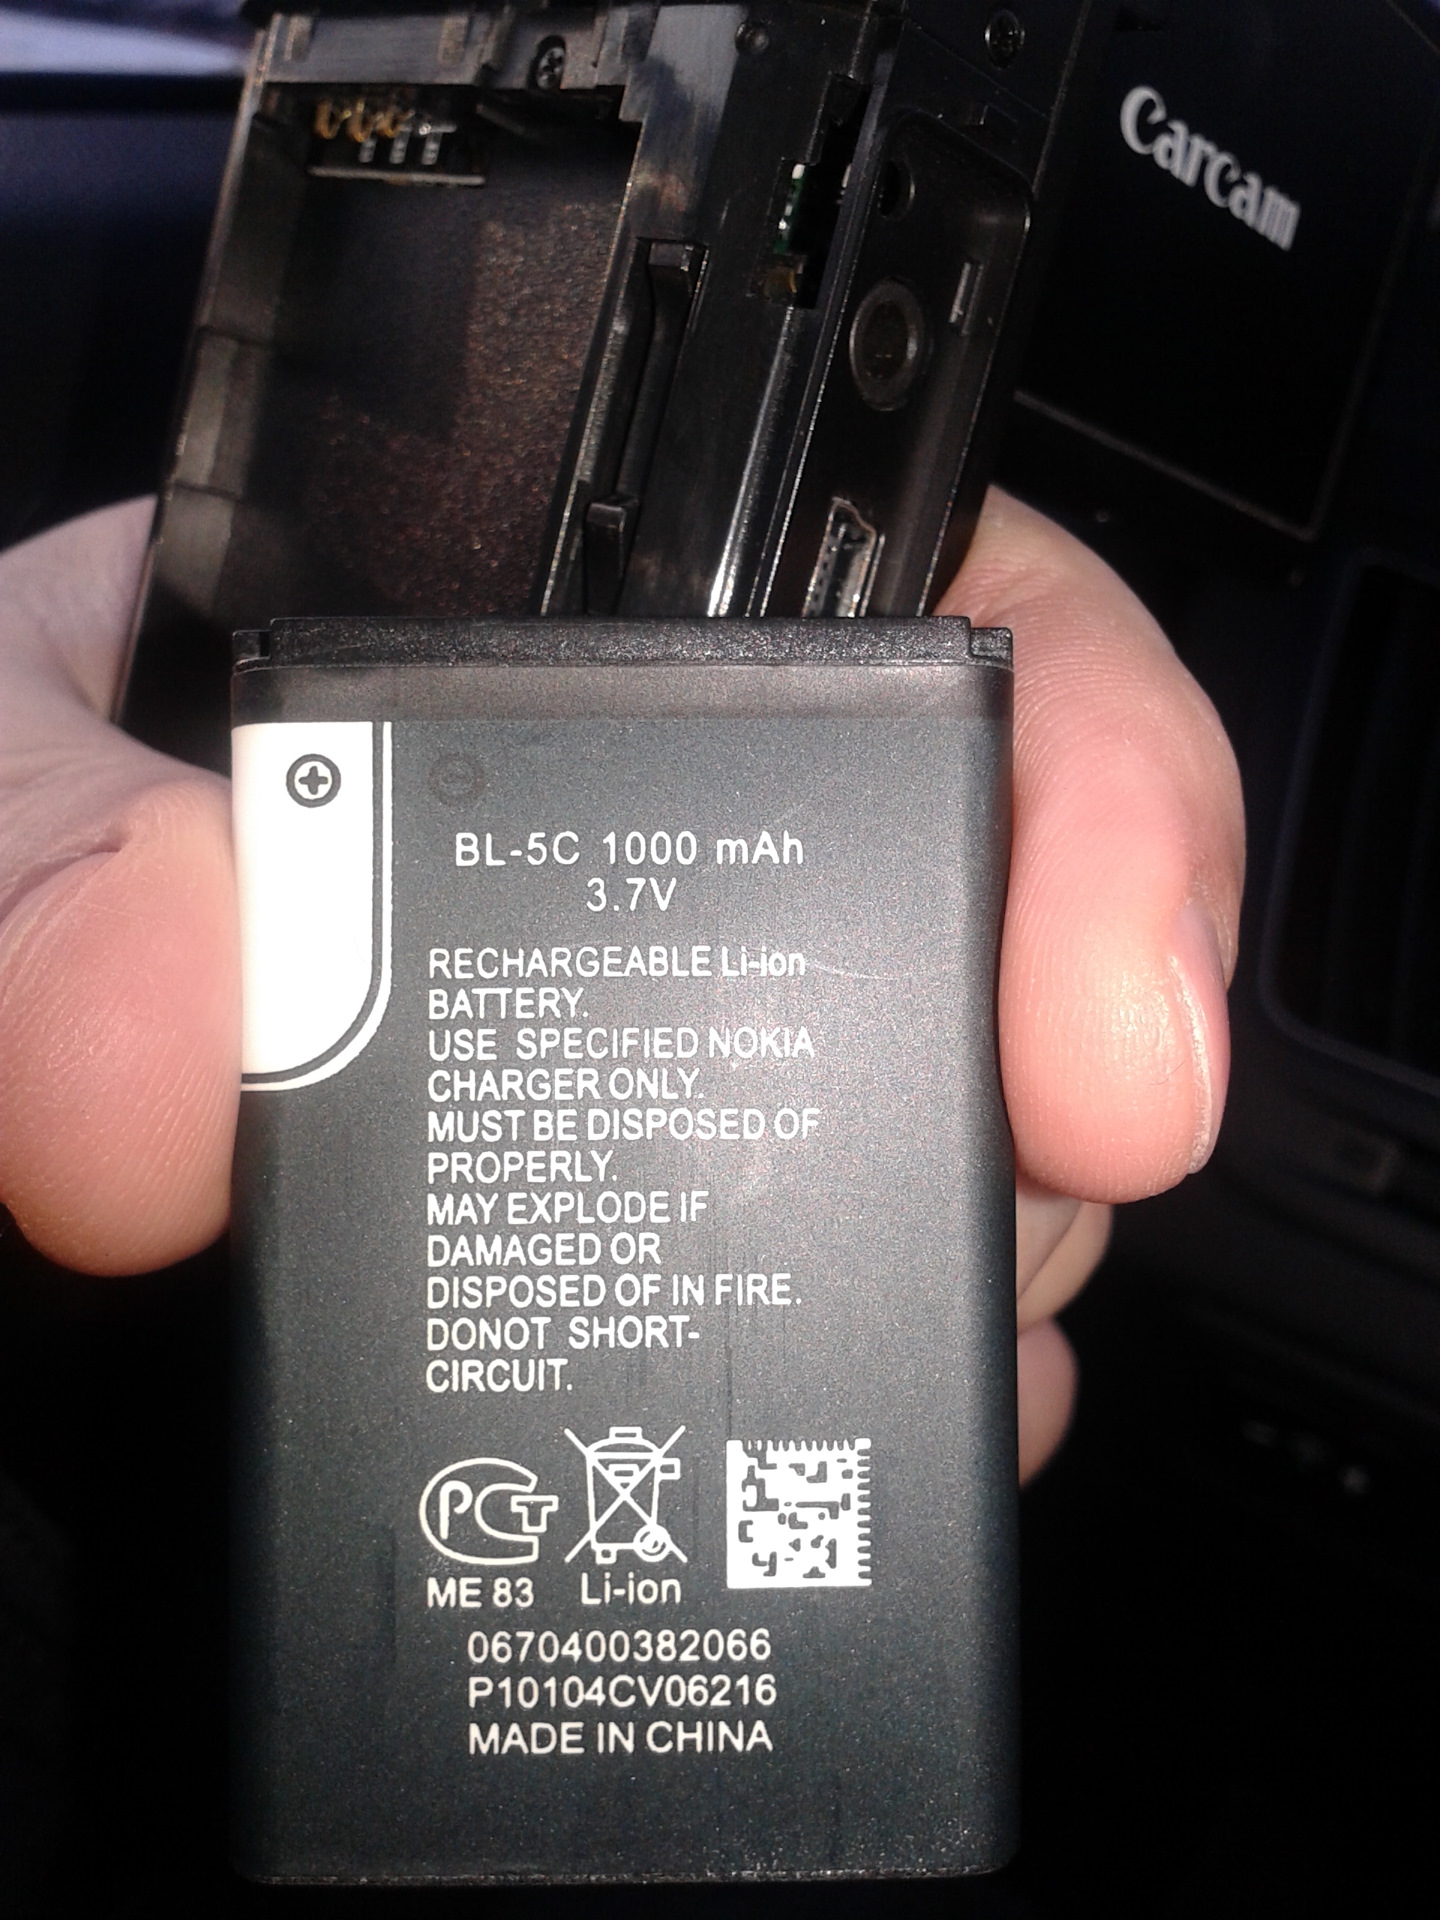 Carcam
BL-5C 1000 mAh
3.7V
RECHARGEABLE Li-ion
BATTERY.
USE SPECIFIED NOKIA
CHARGER ONLY.
MUST BE DISPOSED OF
PROPERLY.
MAY EXPLODE IF
DAMAGED OR
DISPOSED OF IN FIRE.
DONOT SHORT-
CIRCUIT.
РСТ
ME 83 Li-ion
0670400382066
P10104CV06216
MADE IN CHINA